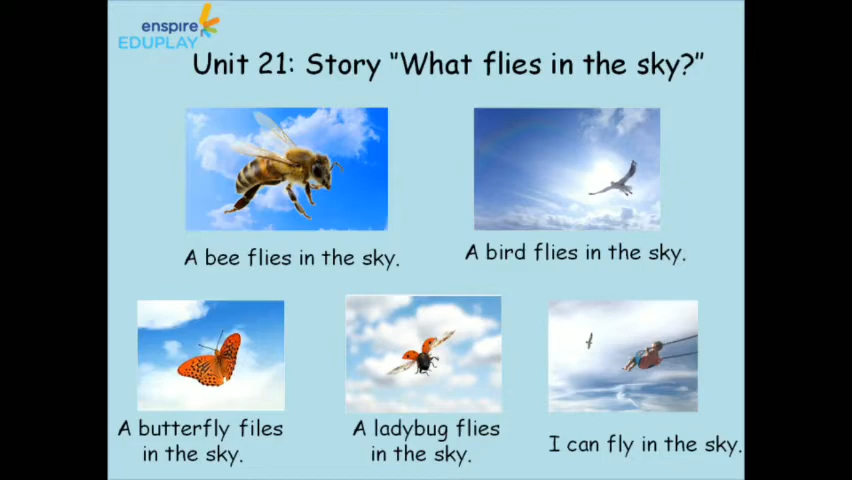 enspire
EDUPLAY
Unit 21: Story "What flies in the sky?"
A bee flies in the sky.
A bird flies in the sky.
A butterfly files
in the sky.
A ladybug flies
in the sky.
I can fly in the sky.